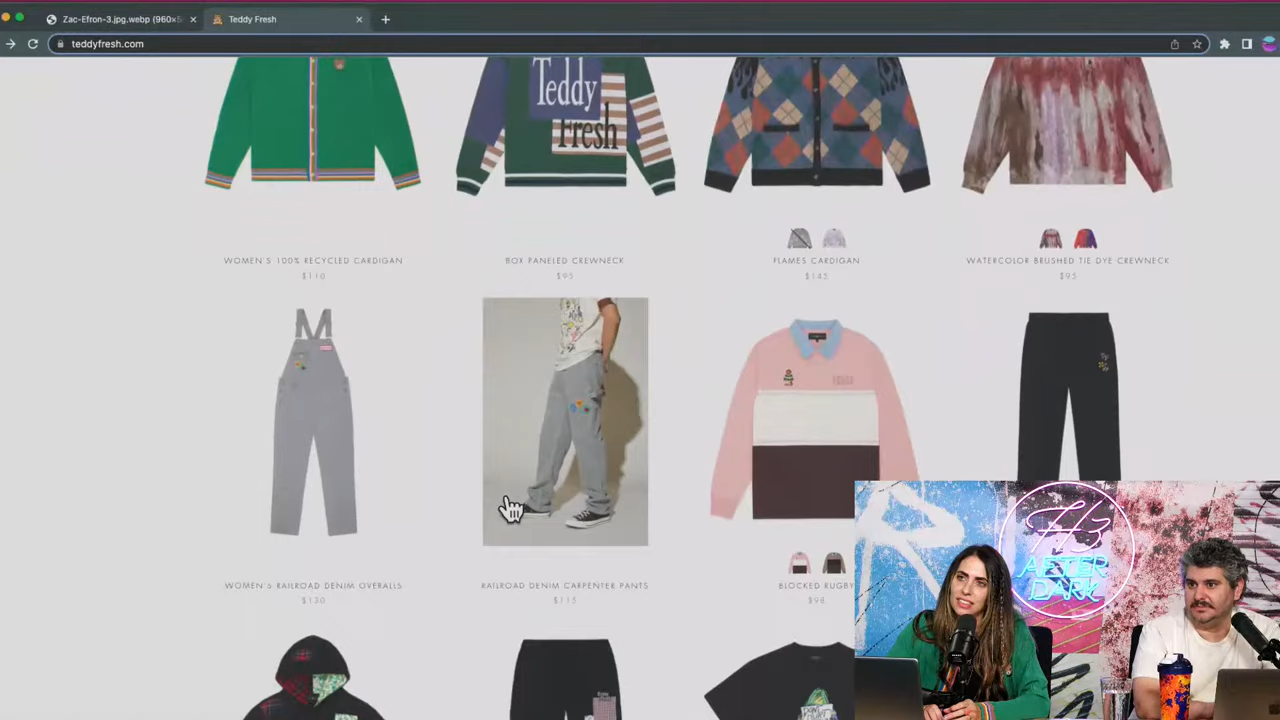 Zac-Efron-3.jpg.webp (960×5
Teddy Fresh
teddyfresh.com
Teddy
Fresh
WOMEN'S 100% RECYCLED CARDIGAN
$110
BOX PANELED CREWNECK
$95
FLAMES CARDIGAN
$145
WATERCOLOR BRUSHED TIE DYE CREWNECK
$95
WOMEN'S RAILROAD DENIM OVERALLS
$130
RAILROAD DENIM CARPENTER PANTS
$115
BLOCKED RUGBY
$98
H3
AFTER
DARK